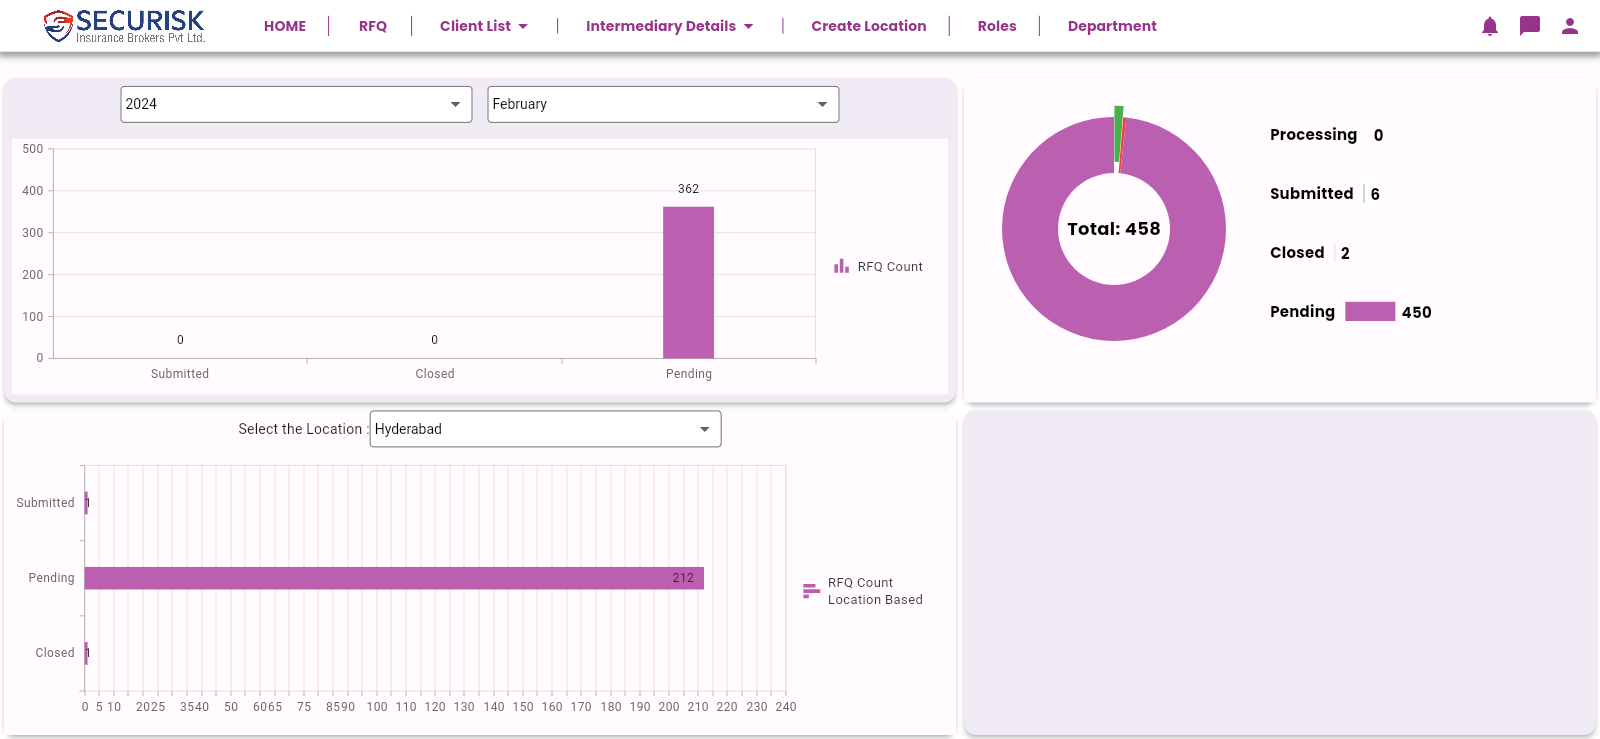 SECURISK
Insurance Brokers Pvt Ltd.
HOME
RFQ
Client List
Intermediary Details
Create Location
Roles
Department
2024
February
500
400
300
200
100
0
0
0
362
Submitted
Closed
Pending
RFQ Count
Total: 458
Processing 0
Submitted 6
Closed 2
Pending 450
Select the Location :
Hyderabad
Submitted
1
Pending
212
Closed
1
0 5 10 2025 3540 50 6065 75 8590 100 110 120 130 140 150 160 170 180 190 200 210 220 230 240
RFQ Count
Location Based